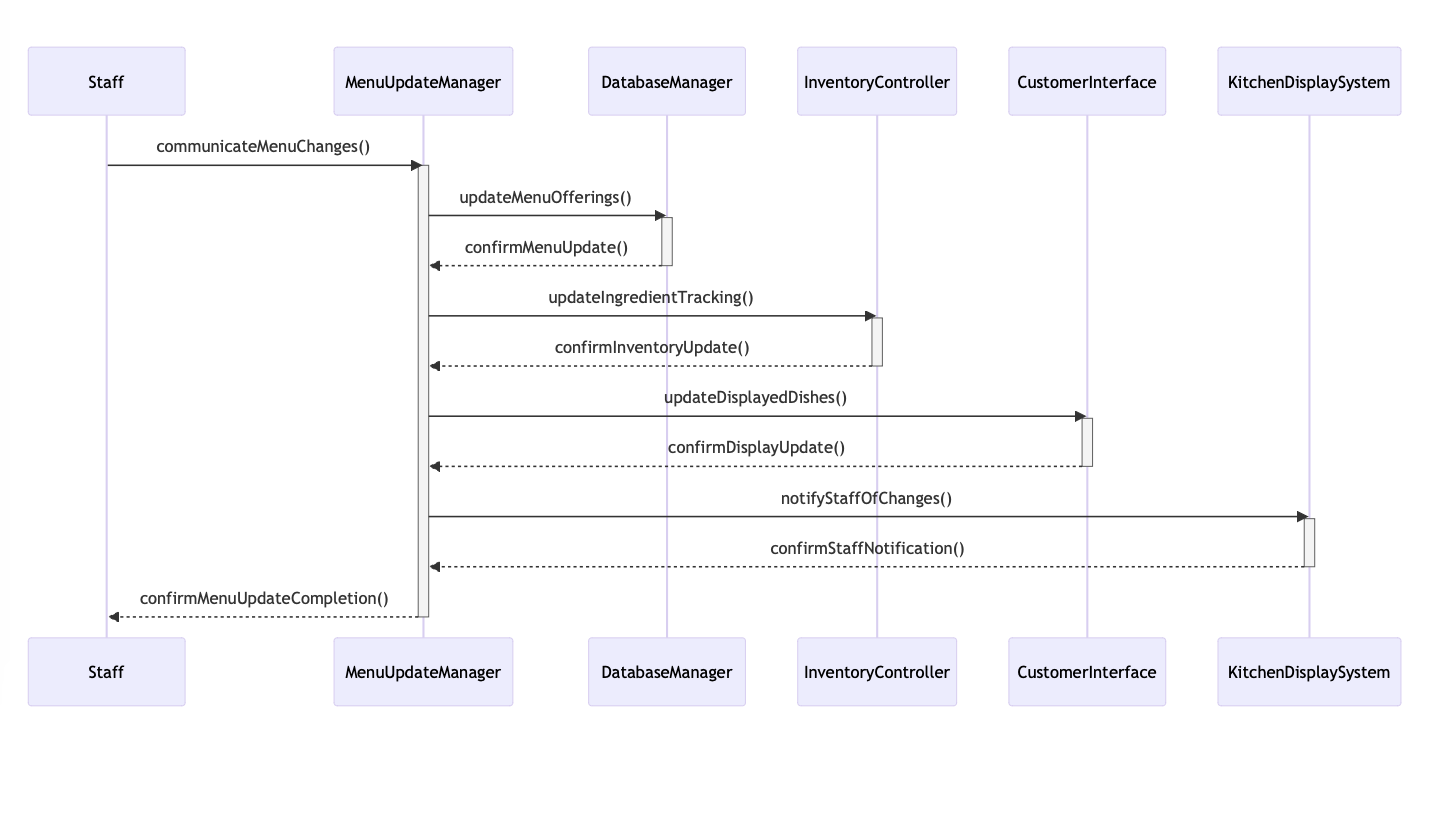 Staff
MenuUpdateManager
DatabaseManager
InventoryController
CustomerInterface
KitchenDisplaySystem
communicateMenuChanges()
updateMenuOfferings()
confirmMenuUpdate()
updateIngredientTracking()
confirmInventoryUpdate()
updateDisplayedDishes()
confirmDisplayUpdate()
notifyStaffOfChanges()
confirmStaffNotification()
confirmMenuUpdateCompletion()
Staff
MenuUpdateManager
DatabaseManager
InventoryController
CustomerInterface
KitchenDisplaySystem